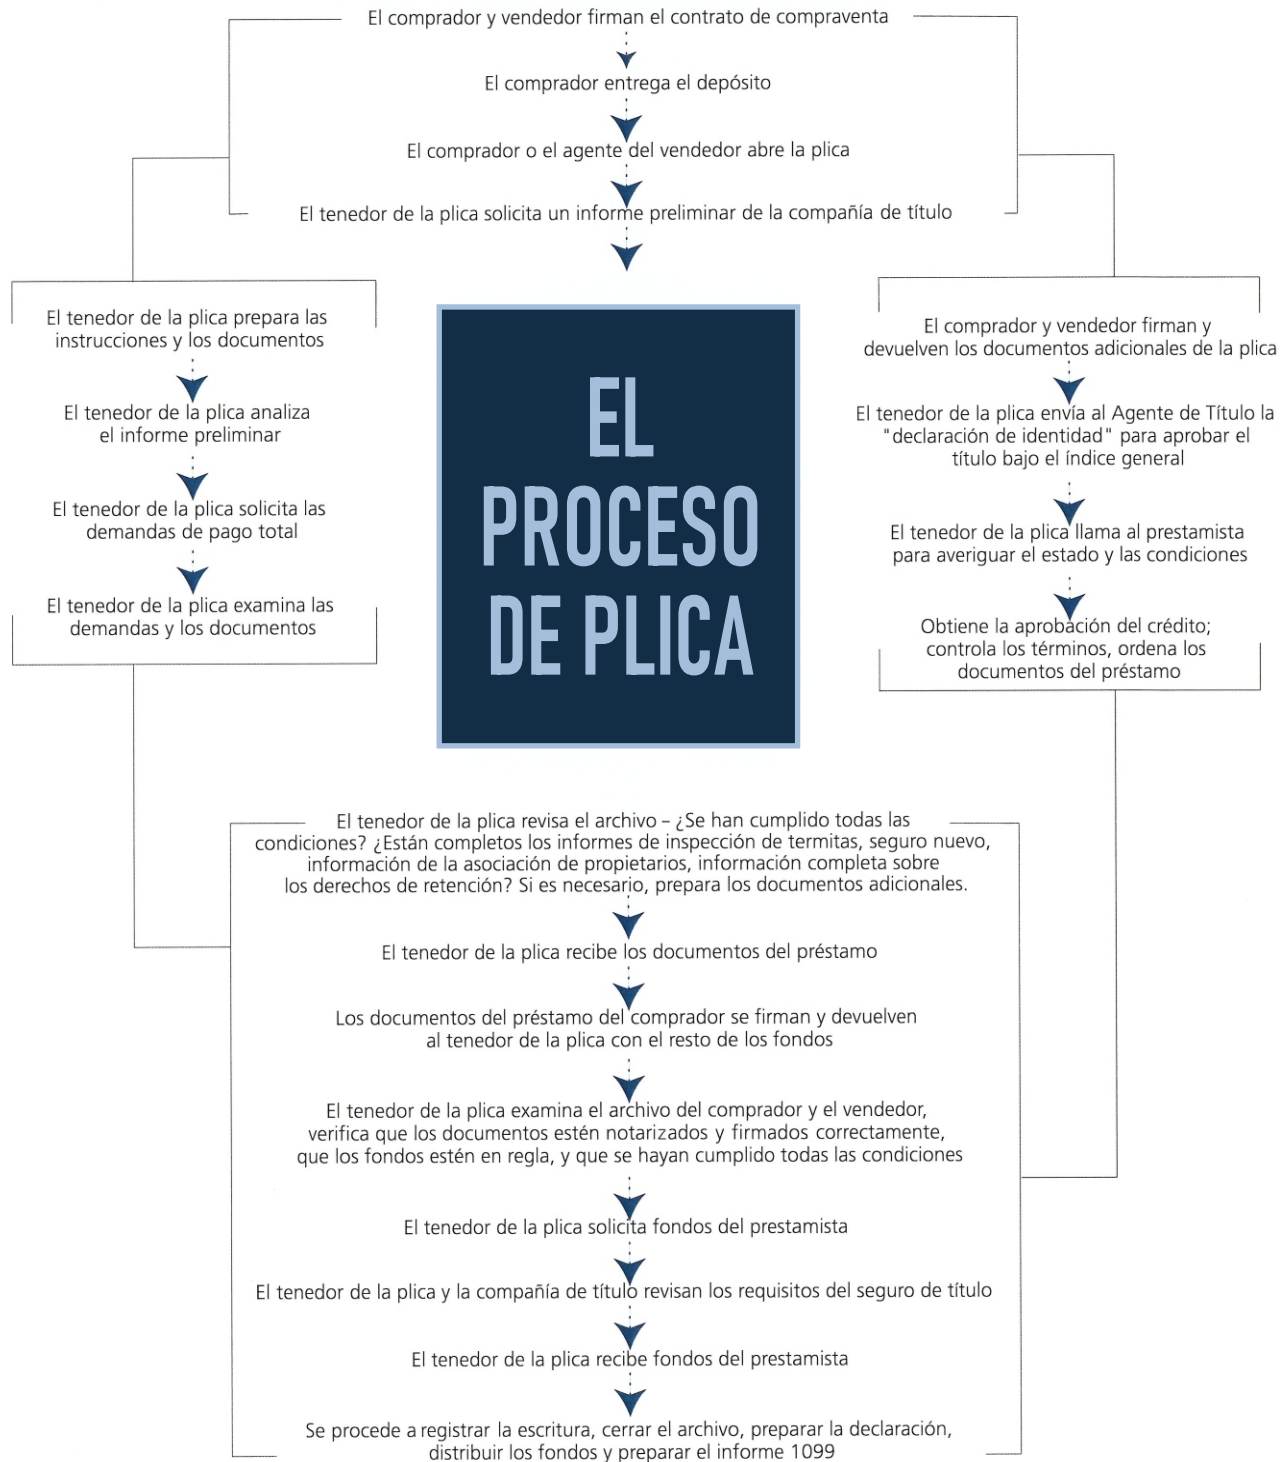 El comprador y vendedor firman el contrato de compraventa
El comprador entrega el depósito
El comprador o el agente del vendedor abre la plica
El tenedor de la plica solicita un informe preliminar de la compañía de título
El tenedor de la plica prepara las
instrucciones y los documentos
El tenedor de la plica analiza
el informe preliminar
El tenedor de la plica solicita las
demandas de pago total
El tenedor de la plica examina las
demandas y los documentos
EL
PROCESO
DE PLICA
El comprador y vendedor firman y
devuelven los documentos adicionales de la plica
El tenedor de la plica envía al Agente de Título la
"declaración de identidad" para aprobar el
título bajo el índice general
El tenedor de la plica llama al prestamista
para averiguar el estado y las condiciones
Obtiene la aprobación del crédito;
controla los términos, ordena los
documentos del préstamo
El tenedor de la plica revisa el archivo – ¿Se han cumplido todas las
condiciones? ¿Están completos los informes de inspección de termitas, seguro nuevo,
información de la asociación de propietarios, información completa sobre
los derechos de retención? Si es necesario, prepara los documentos adicionales.
El tenedor de la plica recibe los documentos del préstamo
Los documentos del préstamo del comprador se firman y devuelven
al tenedor de la plica con el resto de los fondos
El tenedor de la plica examina el archivo del comprador y el vendedor,
verifica que los documentos estén notarizados y firmados correctamente,
que los fondos estén en regla, y que se hayan cumplido todas las condiciones
El tenedor de la plica solicita fondos del prestamista
El tenedor de la plica y la compañía de título revisan los requisitos del seguro de título
El tenedor de la plica recibe fondos del prestamista
Se procede a registrar la escritura, cerrar el archivo, preparar la declaración,
distribuir los fondos y preparar el informe 1099